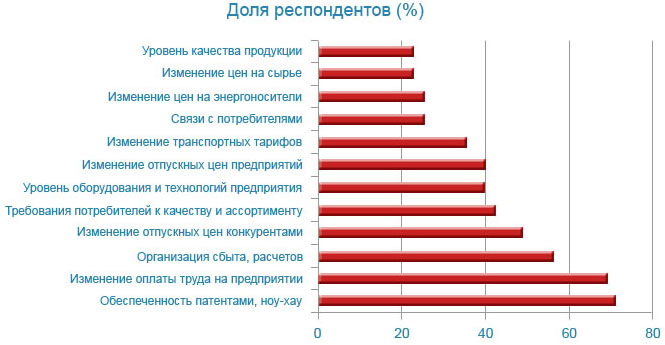 Доля респондентов (%)
Уровень качества продукции
Изменение цен на сырье
Изменение цен на энергоносители
Связи с потребителями
Изменение транспортных тарифов
Изменение отпускных цен предприятий
Уровень оборудования и технологий предприятия
Требования потребителей к качеству и ассортименту
Изменение отпускных цен конкурентами
Организация сбыта, расчетов
Изменение оплаты труда на предприятии
Обеспеченность патентами, ноу-хау
0 20 40 60 80